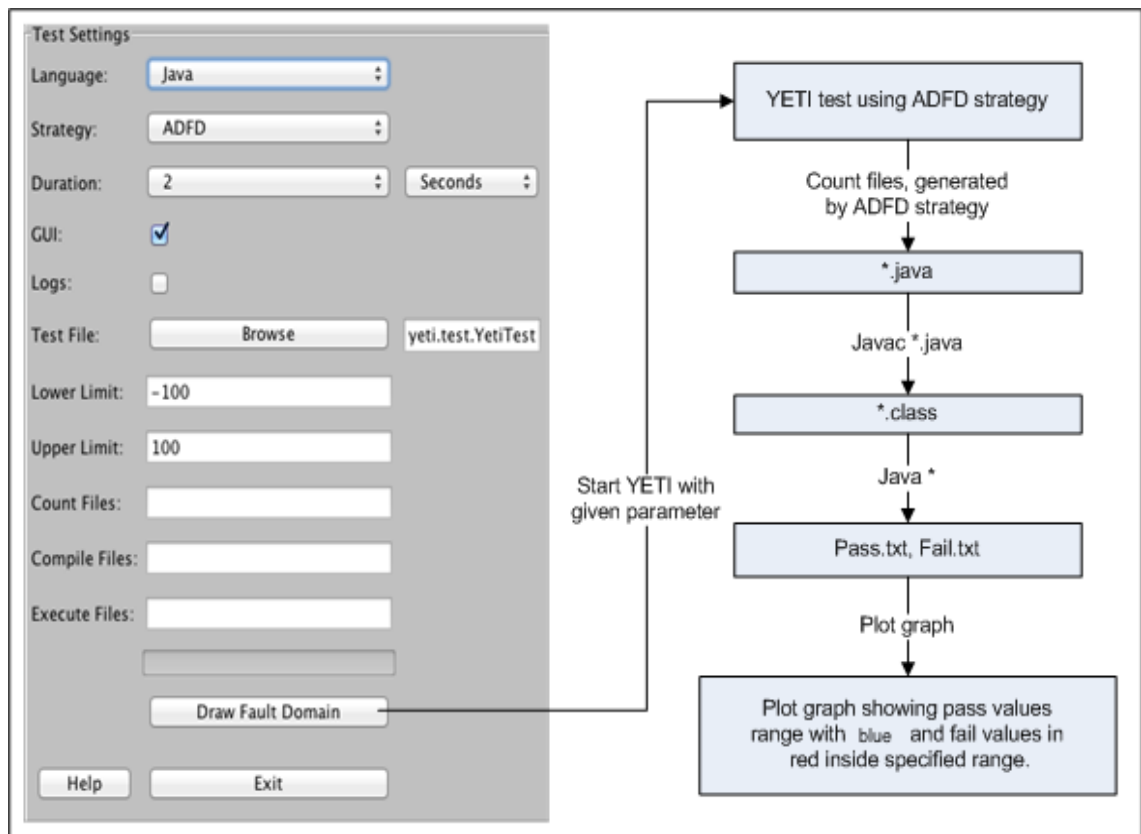 Test Settings
Language:
Java
Strategy:
ADFD
Duration:
2
Seconds
GUI:
Logs:
Test File:
Browse
yeti.test.YetiTest
Lower Limit:
-100
Upper Limit:
100
Count Files:
Compile Files:
Execute Files:
Draw Fault Domain
Help
Exit
Start YETI with
given parameter
YETI test using ADFD strategy
Count files, generated
by ADFD strategy
*.java
Javac *.java
*.class
Java *
Pass.txt, Fail.txt
Plot graph
Plot graph showing pass values
range with blue and fail values in
red inside specified range.